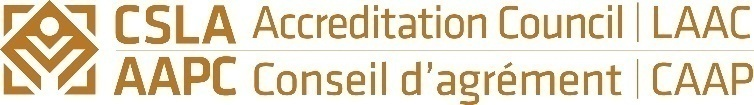 CSLA Accreditation Council | LAAC
AAPC Conseil d'agrément | CAAP